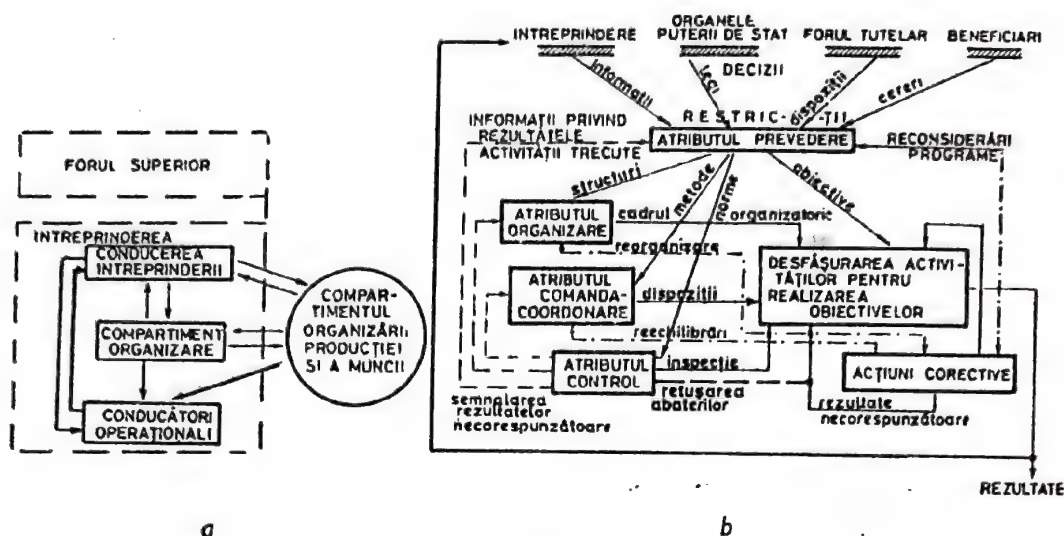 FORUL SUPERIOR
ÎNTREPRINDEREA
CONDUCEREA
ÎNTREPRINDERII
COMPARTIMENT
ORGANIZARE
CONDUCĂTORI
OPERAȚIONALI
COMPAR-
TIMENTUL
ORGANIZĂRII
PRODUCȚIEI
ȘI A MUNCII
a
ÎNTREPRINDERE
ORGANELE
PUTERII DE STAT
FORUL TUTELAR
BENEFICIARI
DECIZII
informații
legi
dispoziții
cereri
RESTRIC-ȚII
INFORMAȚII PRIVIND
REZULTATELE
ACTIVITĂȚII TRECUTE
ATRIBUTUL PREVEDERE
RECONSIDERĂRI
PROGRAME
structuri
metode
norme
obiective
ATRIBUTUL
ORGANIZARE
cadrul organizatoric
reorganizare
ATRIBUTUL
COMANDA-
COORDONARE
dispoziții
reechilibrări
DESFĂȘURAREA ACTIVI-
TĂȚILOR PENTRU
REALIZAREA
OBIECTIVELOR
ATRIBUTUL
CONTROL
inspecție
retușarea
abaterilor
ACȚIUNI CORECTIVE
semnalarea
rezultatelor
necorespunzătoare
rezultate
necorespunzătoare
REZULTATE
b